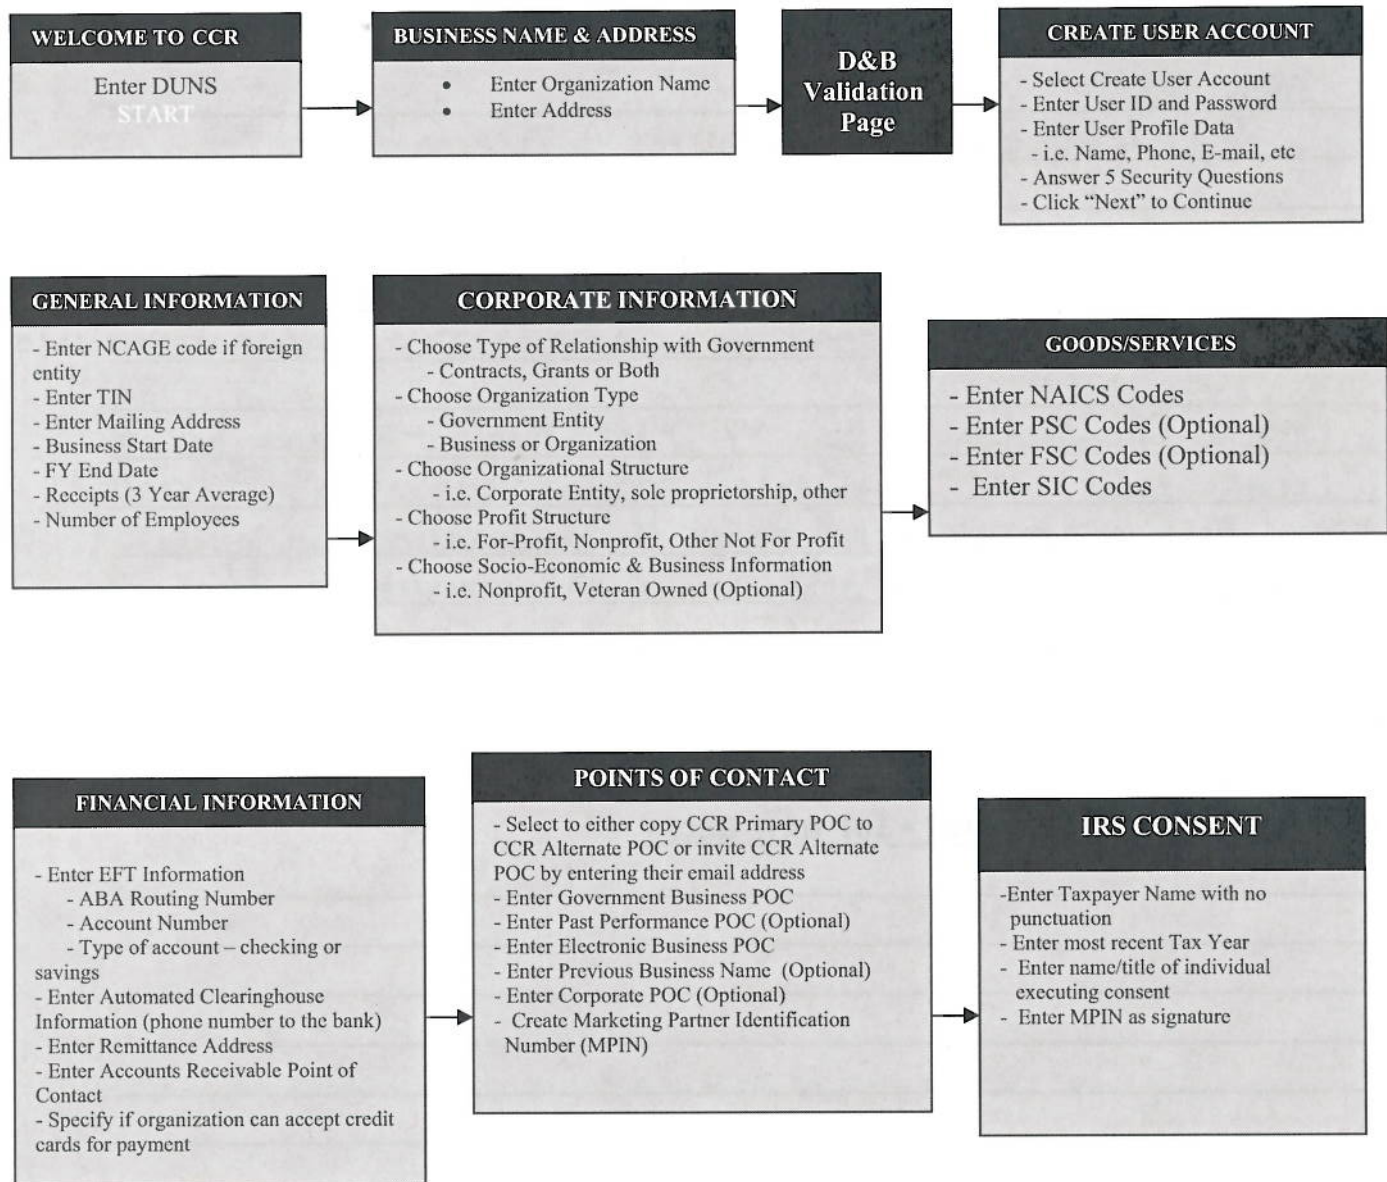 WELCOME TO CCR
Enter DUNS
START
BUSINESS NAME & ADDRESS
• Enter Organization Name
• Enter Address
D&B
Validation
Page
CREATE USER ACCOUNT
- Select Create User Account
- Enter User ID and Password
- Enter User Profile Data
- i.e. Name, Phone, E-mail, etc
- Answer 5 Security Questions
- Click “Next” to Continue
GENERAL INFORMATION
- Enter NCAGE code if foreign
entity
- Enter TIN
- Enter Mailing Address
- Business Start Date
- FY End Date
- Receipts (3 Year Average)
- Number of Employees
CORPORATE INFORMATION
- Choose Type of Relationship with Government
- Contracts, Grants or Both
- Choose Organization Type
- Government Entity
- Business or Organization
- Choose Organizational Structure
- i.e. Corporate Entity, sole proprietorship, other
- Choose Profit Structure
- i.e. For-Profit, Nonprofit, Other Not For Profit
- Choose Socio-Economic & Business Information
- i.e. Nonprofit, Veteran Owned (Optional)
GOODS/SERVICES
- Enter NAICS Codes
- Enter PSC Codes (Optional)
- Enter FSC Codes (Optional)
- Enter SIC Codes
FINANCIAL INFORMATION
- Enter EFT Information
- ABA Routing Number
- Account Number
- Type of account – checking or
savings
- Enter Automated Clearinghouse
Information (phone number to the bank)
- Enter Remittance Address
- Enter Accounts Receivable Point of
Contact
- Specify if organization can accept credit
cards for payment
POINTS OF CONTACT
- Select to either copy CCR Primary POC to
CCR Alternate POC or invite CCR Alternate
POC by entering their email address
- Enter Government Business POC
- Enter Past Performance POC (Optional)
- Enter Electronic Business POC
- Enter Previous Business Name (Optional)
- Enter Corporate POC (Optional)
- Create Marketing Partner Identification
Number (MPIN)
IRS CONSENT
-Enter Taxpayer Name with no
punctuation
- Enter most recent Tax Year
- Enter name/title of individual
executing consent
- Enter MPIN as signature